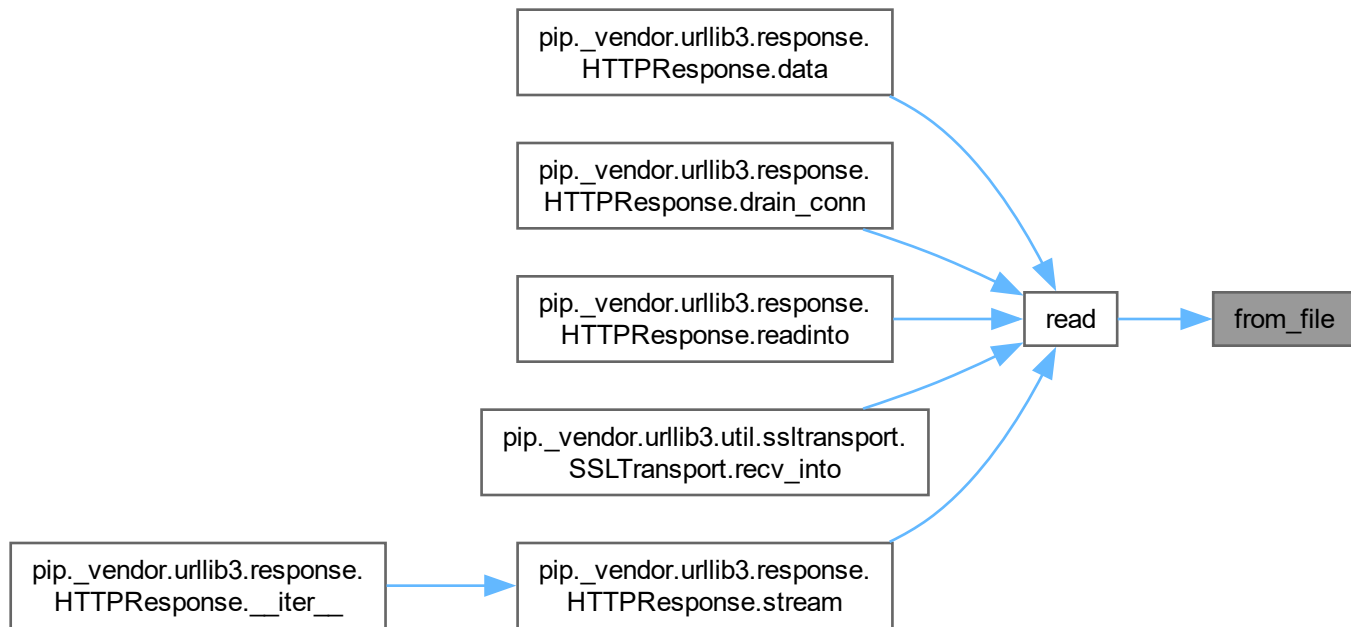 pip._vendor.urllib3.response.
HTTPResponse.data
pip._vendor.urllib3.response.
HTTPResponse.drain_conn
pip._vendor.urllib3.response.
HTTPResponse.readinto
read
from_file
pip._vendor.urllib3.util.ssltransport.
SSLTransport.recv_into
pip._vendor.urllib3.response.
HTTPResponse.__iter__
pip._vendor.urllib3.response.
HTTPResponse.stream